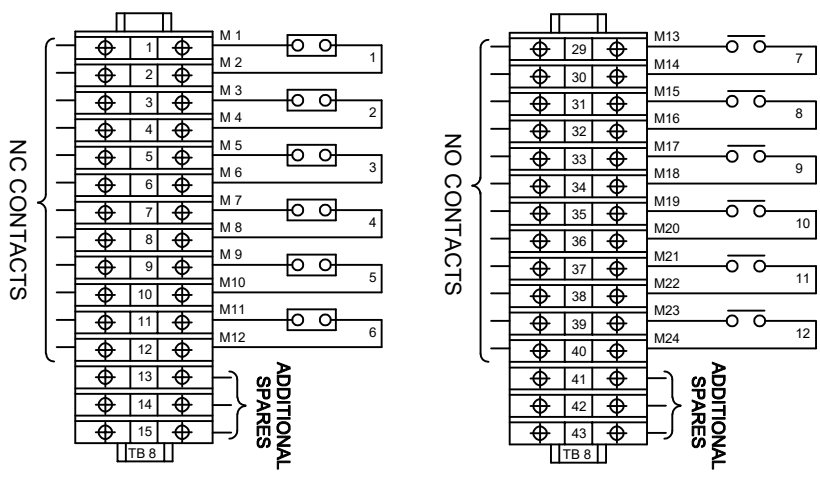 NC CONTACTS
1 M 1
2 M 2
1
3 M 3
4 M 4
2
5 M 5
6 M 6
3
7 M 7
8 M 8
4
9 M 9
10 M10
5
11 M11
12 M12
6
13
14
15
ADDITIONAL
SPARES
TB 8
NO CONTACTS
29 M13
30 M14
7
31 M15
32 M16
8
33 M17
34 M18
9
35 M19
36 M20
10
37 M21
38 M22
11
39 M23
40 M24
12
41
42
43
ADDITIONAL
SPARES
TB 8